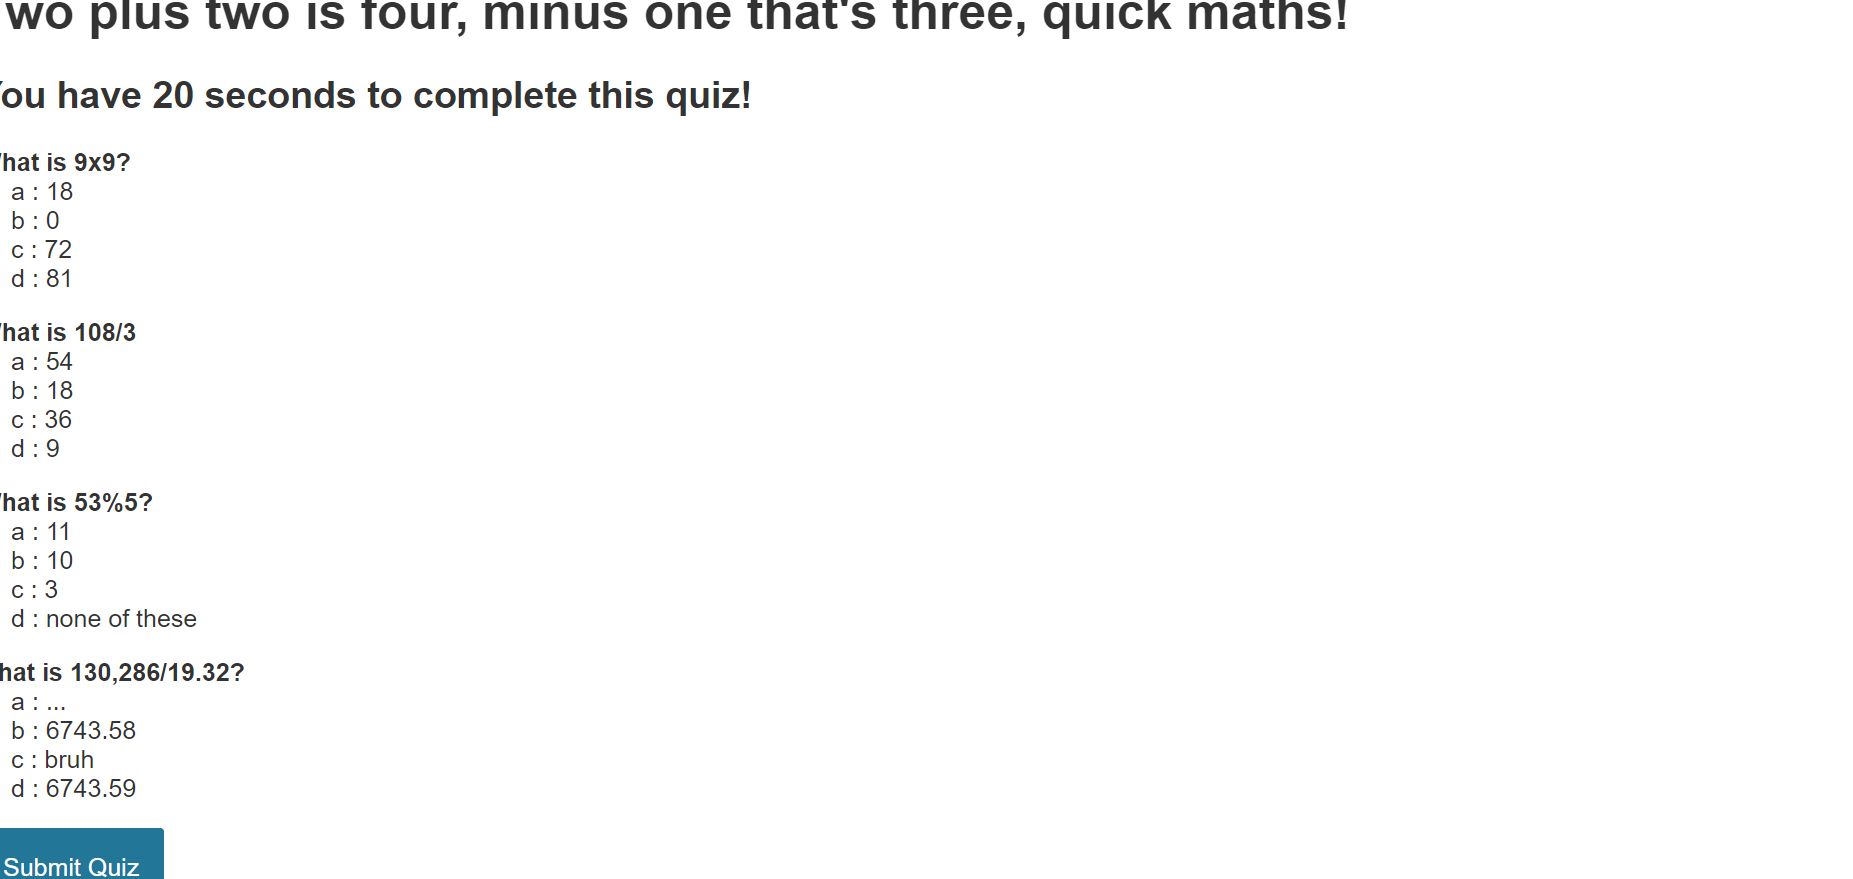 wo plus two is four, minus one that's three, quick maths!
ou have 20 seconds to complete this quiz!
hat is 9x9?
a : 18
b : 0
c : 72
d : 81
hat is 108/3
a : 54
b : 18
c : 36
d : 9
hat is 53%5?
a : 11
b : 10
c : 3
d : none of these
hat is 130,286/19.32?
a : ...
b : 6743.58
c : bruh
d : 6743.59
Submit Quiz